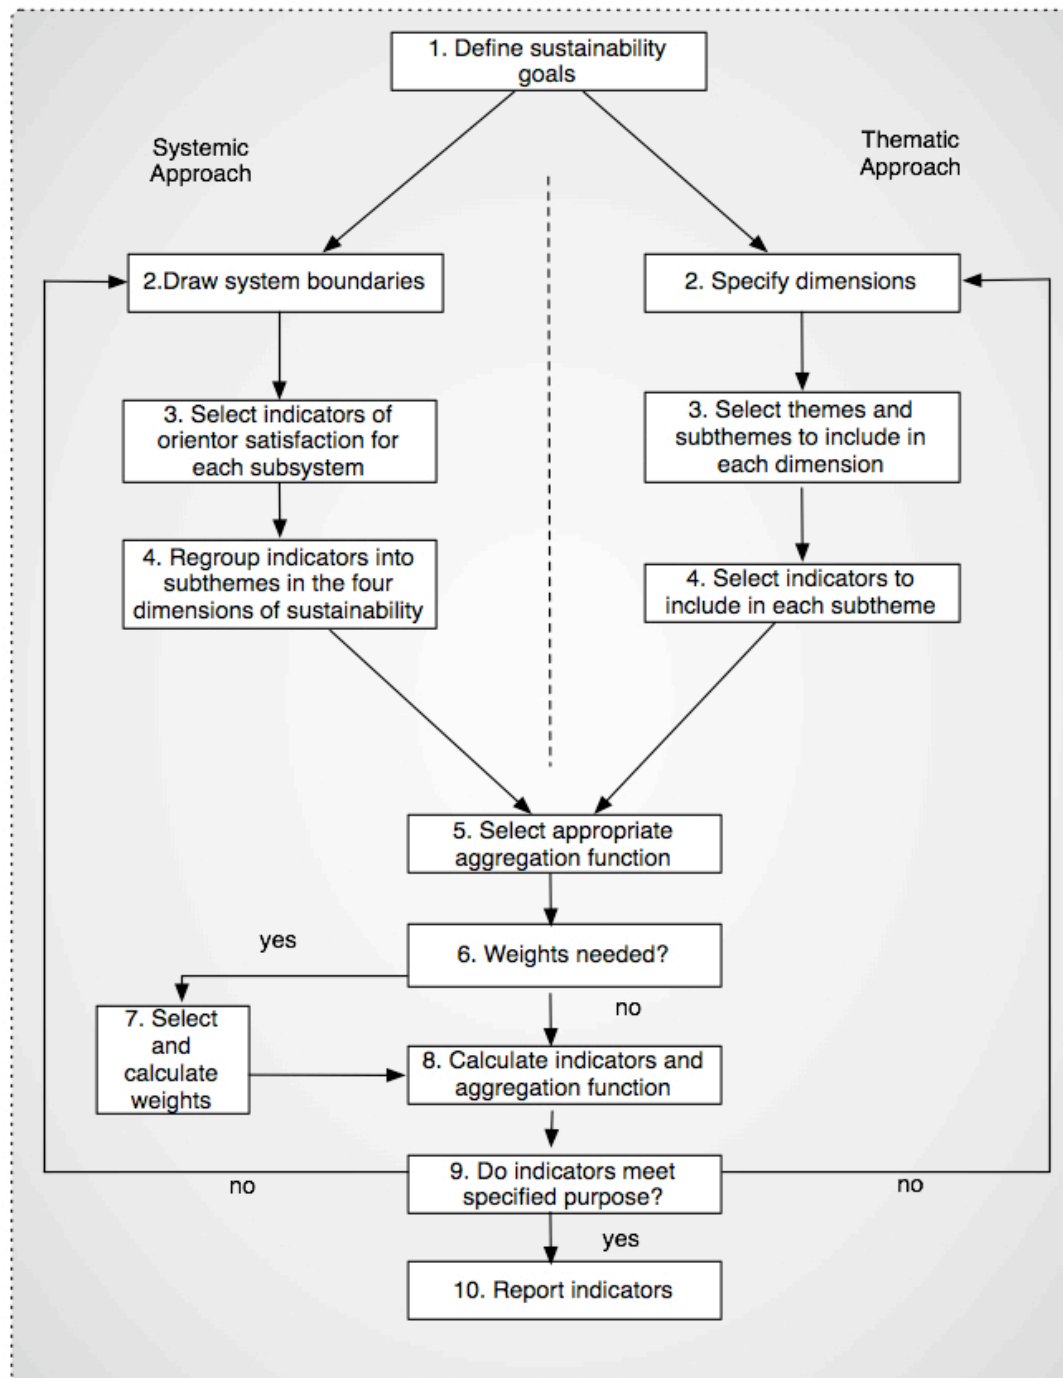 1. Define sustainability
goals
Systemic
Approach
Thematic
Approach
2.Draw system boundaries
2. Specify dimensions
3. Select indicators of
orientor satisfaction for
each subsystem
3. Select themes and
subthemes to include in
each dimension
4. Regroup indicators into
subthemes in the four
dimensions of sustainability
4. Select indicators to
include in each subtheme
5. Select appropriate
aggregation function
yes
6. Weights needed?
no
7. Select
and
calculate
weights
8. Calculate indicators and
aggregation function
9. Do indicators meet
specified purpose?
no
no
yes
10. Report indicators